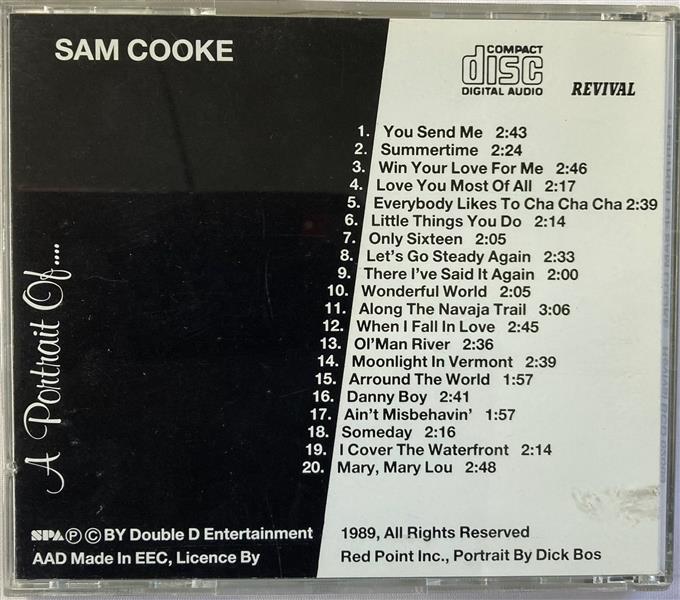 SAM COOKE
COMPACT
disc
DIGITAL AUDIO
REVIVAL
A Portrait Of....
1. You Send Me 2:43
2. Summertime 2:24
3. Win Your Love For Me 2:46
4. Love You Most Of All 2:17
5. Everybody Likes To Cha Cha Cha 2:39
6. Little Things You Do 2:14
7. Only Sixteen 2:05
8. Let's Go Steady Again 2:33
9. There I've Said It Again 2:00
10. Wonderful World 2:05
11. Along The Navaja Trail 3:06
12. When I Fall In Love 2:45
13. Ol'Man River 2:36
14. Moonlight In Vermont 2:39
15. Arround The World 1:57
16. Danny Boy 2:41
17. Ain't Misbehavin' 1:57
18. Someday 2:16
19. I Cover The Waterfront 2:14
20. Mary, Mary Lou 2:48
SPA Ⓟ © BY Double D Entertainment 1989, All Rights Reserved
AAD Made In EEC, Licence By Red Point Inc., Portrait By Dick Bos